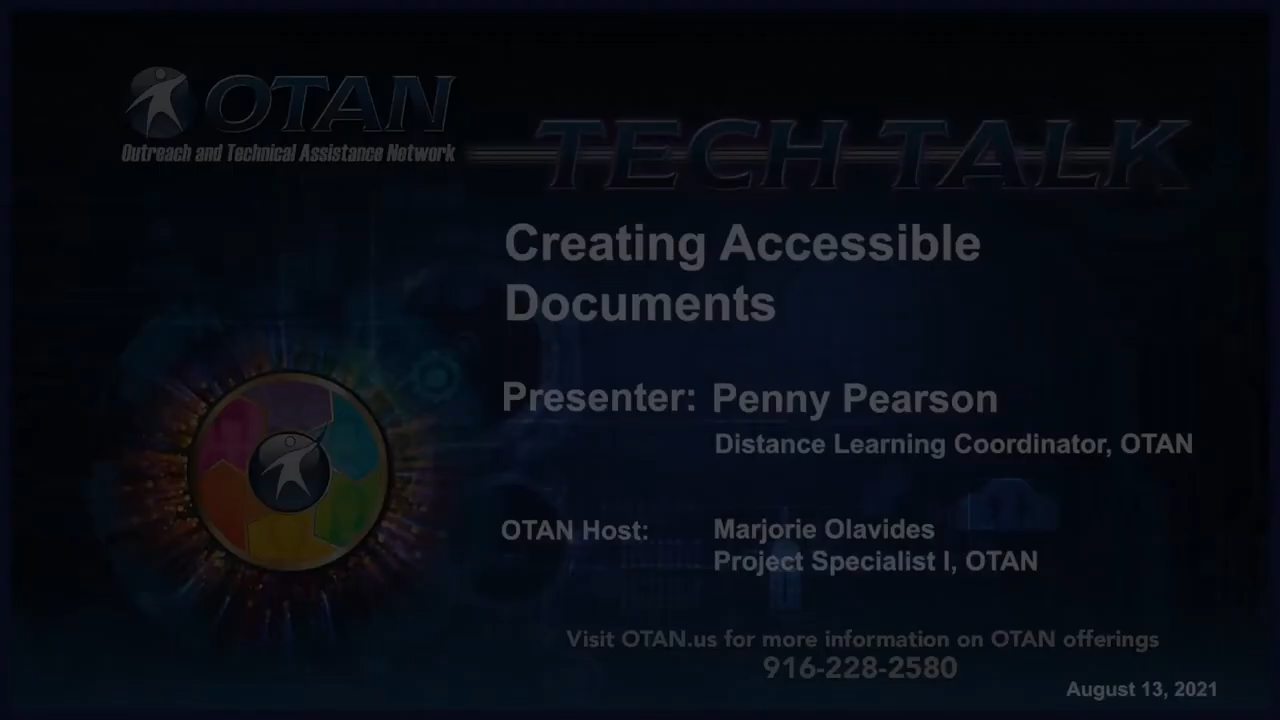 OTAN
Outreach and Technical Assistance Network
TECH TALK
Creating Accessible
Documents
Presenter: Penny Pearson
Distance Learning Coordinator, OTAN
OTAN Host: Marjorie Olavides
Project Specialist I, OTAN
Visit OTAN.us for more information on OTAN offerings
916-228-2580
August 13, 2021